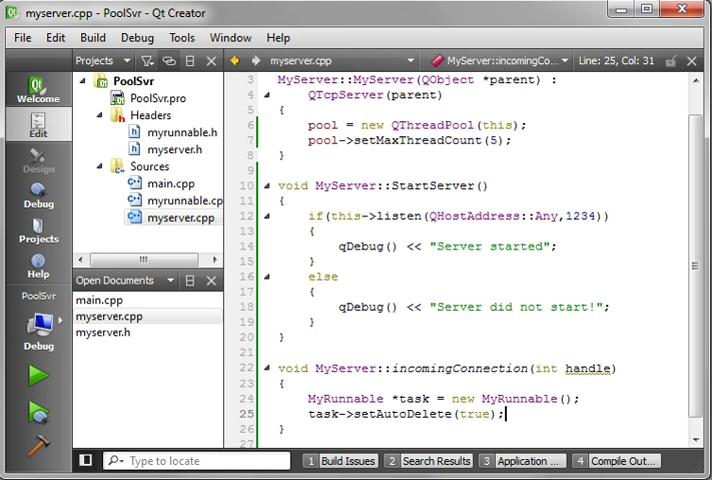 myserver.cpp - PoolSvr - Qt Creator
File Edit Build Debug Tools Window Help
Projects myserver.cpp MyServer::incomingCo... Line: 25, Col: 31
Welcome
Edit
Design
Debug
Projects
Help
PoolSvr
Debug
PoolSvr
PoolSvr.pro
Headers
myrunnable.h
myserver.h
Sources
main.cpp
myrunnable.cp
myserver.cpp
Open Documents
main.cpp
myserver.cpp
myserver.h
3 MyServer::MyServer(QObject *parent) :
4 QTcpServer(parent)
5 {
6 pool = new QThreadPool(this);
7 pool->setMaxThreadCount(5);
8 }
9
10 void MyServer::StartServer()
11 {
12 if(this->listen(QHostAddress::Any,1234))
13 {
14 qDebug() << "Server started";
15 }
16 else
17 {
18 qDebug() << "Server did not start!";
19 }
20 }
21
22 void MyServer::incomingConnection(int handle)
23 {
24 MyRunnable *task = new MyRunnable();
25 task->setAutoDelete(true);
26 }
27
Type to locate 1 Build Issues 2 Search Results 3 Application ... 4 Compile Out...